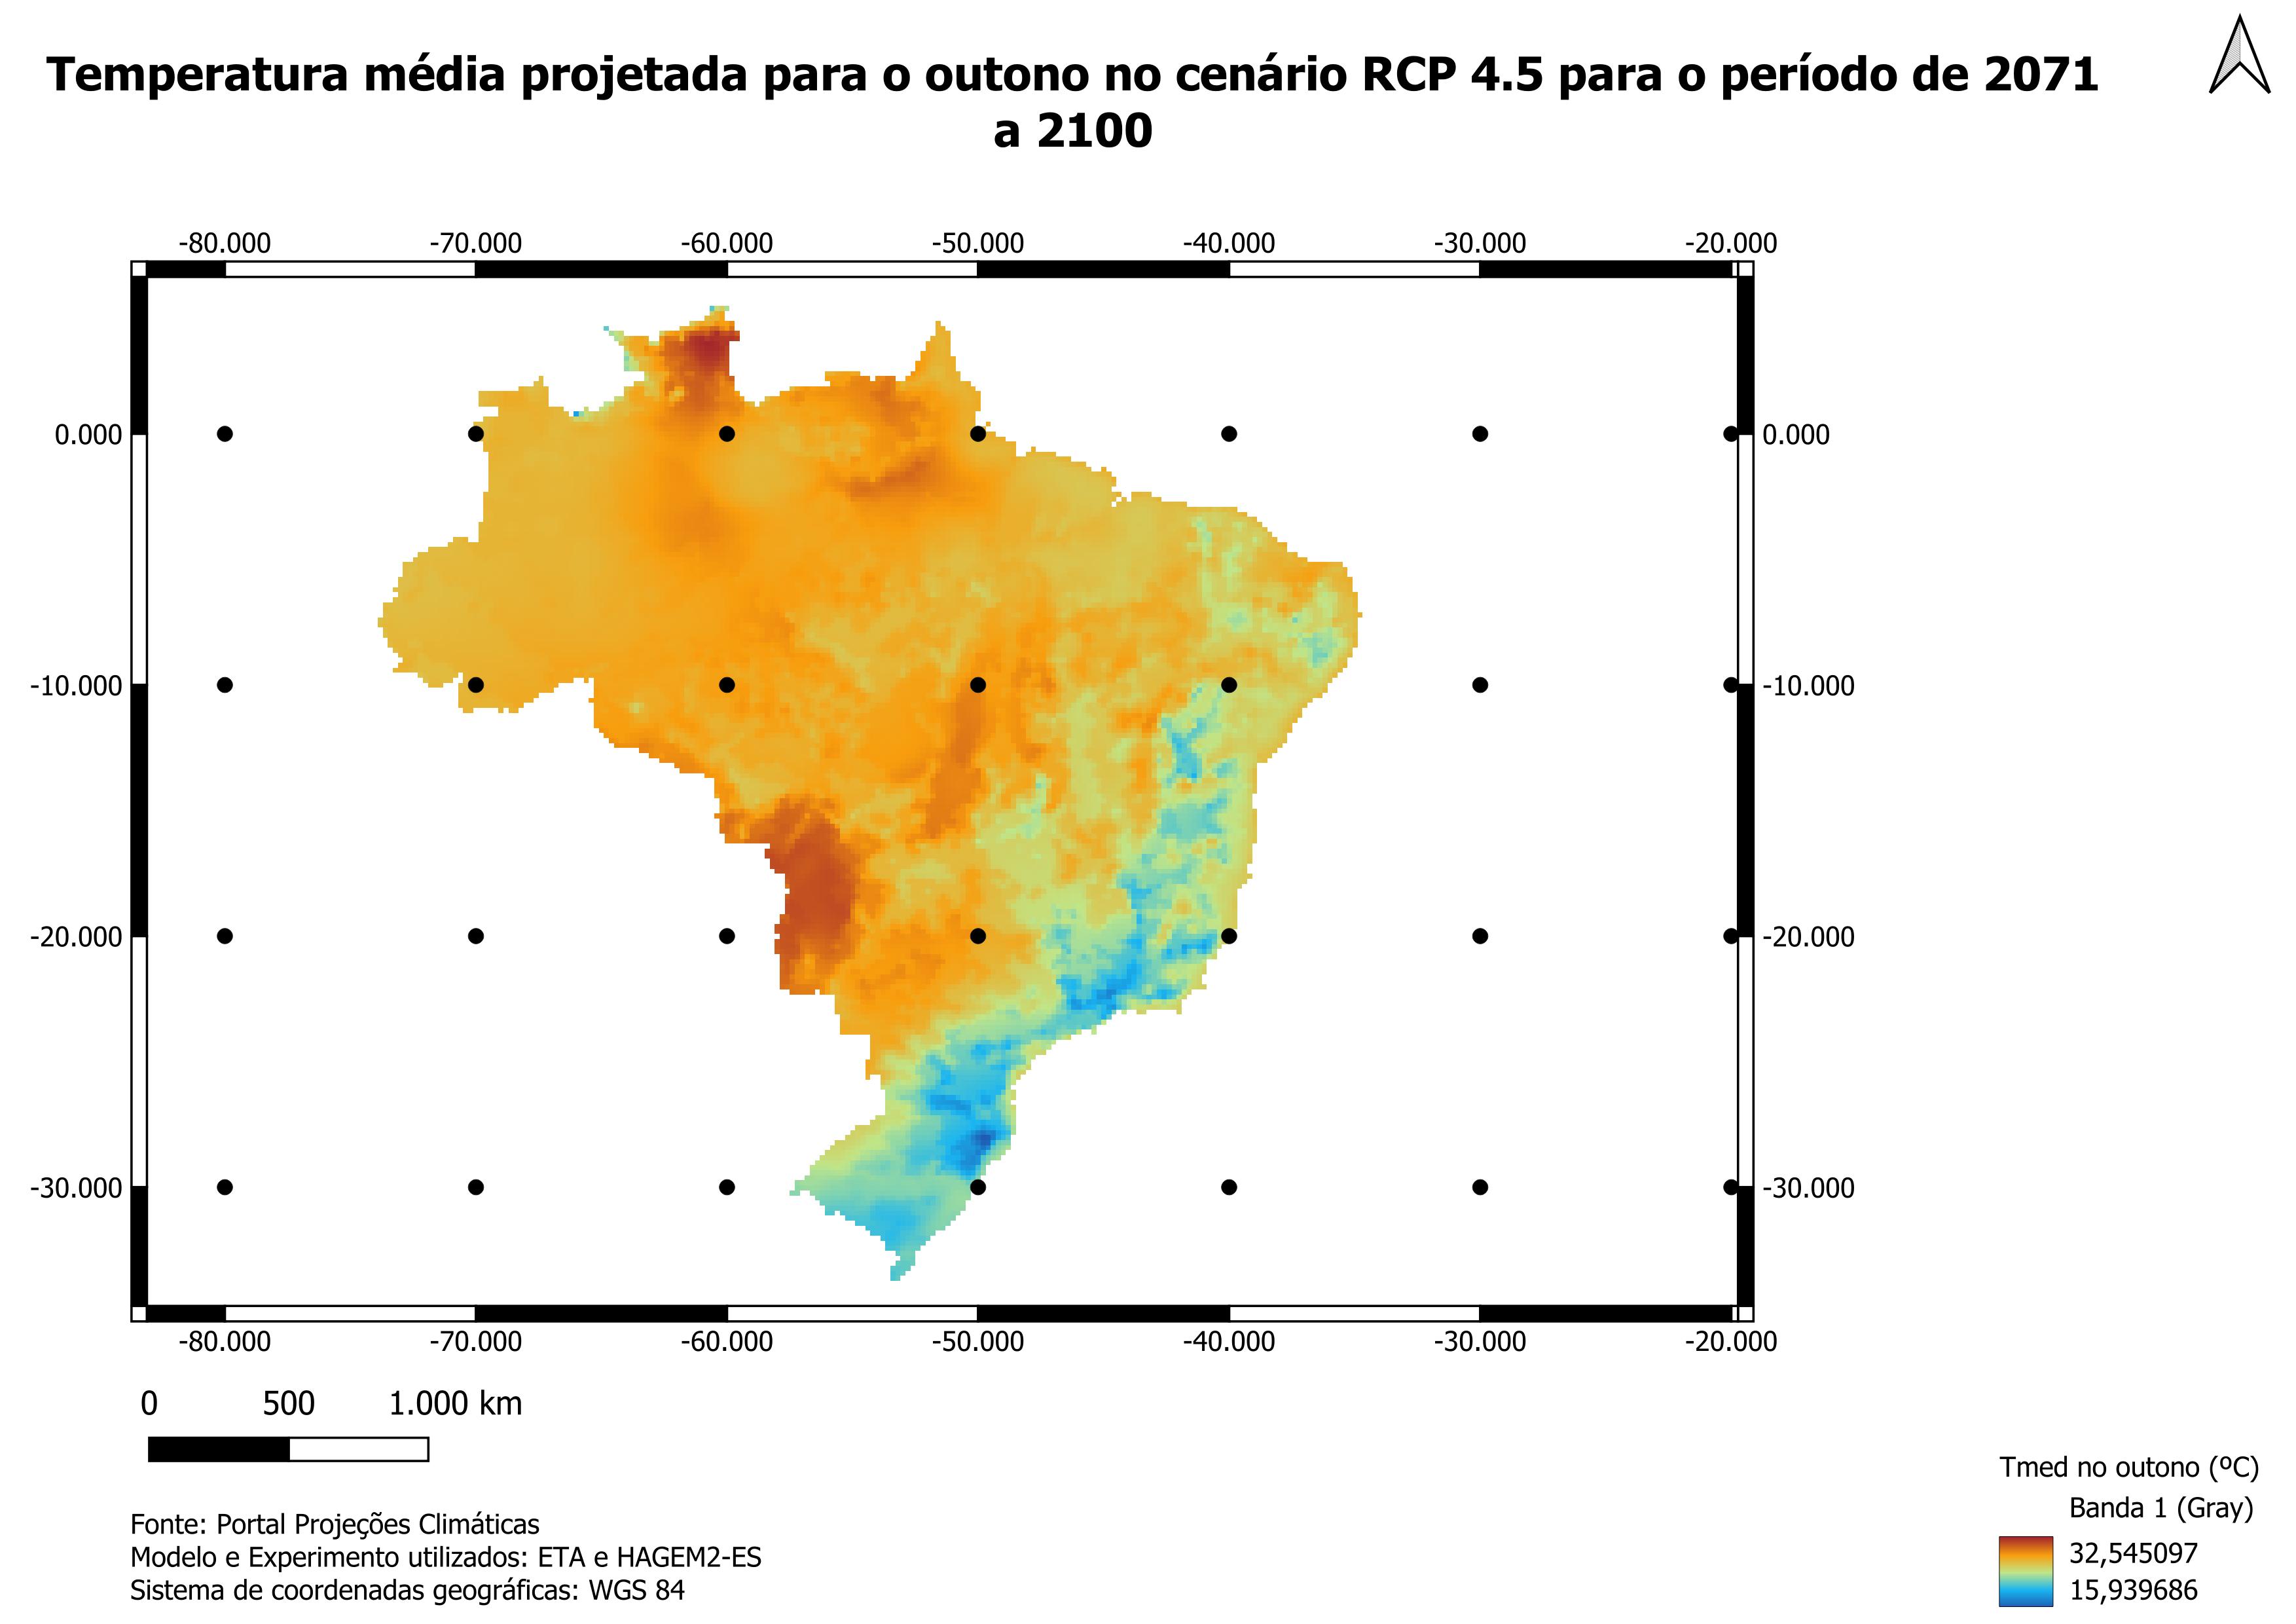 Temperatura média projetada para o outono no cenário RCP 4.5 para o período de 2071
a 2100
-80.000 -70.000 -60.000 -50.000 -40.000 -30.000 -20.000
0.000 0.000
-10.000 -10.000
-20.000 -20.000
-30.000 -30.000
-80.000 -70.000 -60.000 -50.000 -40.000 -30.000 -20.000
0 500 1.000 km
Fonte: Portal Projeções Climáticas
Modelo e Experimento utilizados: ETA e HAGEM2-ES
Sistema de coordenadas geográficas: WGS 84
Tmed no outono (ºC)
Banda 1 (Gray)
32,545097
15,939686